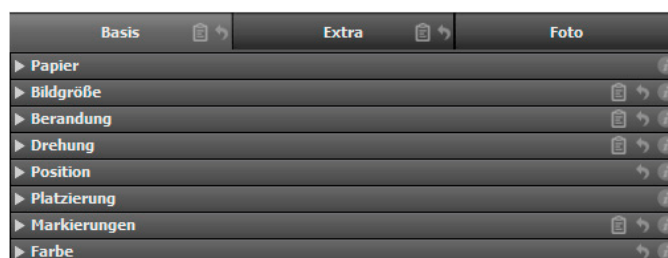 Basis Extra Foto
Papier
Bildgröße
Berandung
Drehung
Position
Platzierung
Markierungen
Farbe